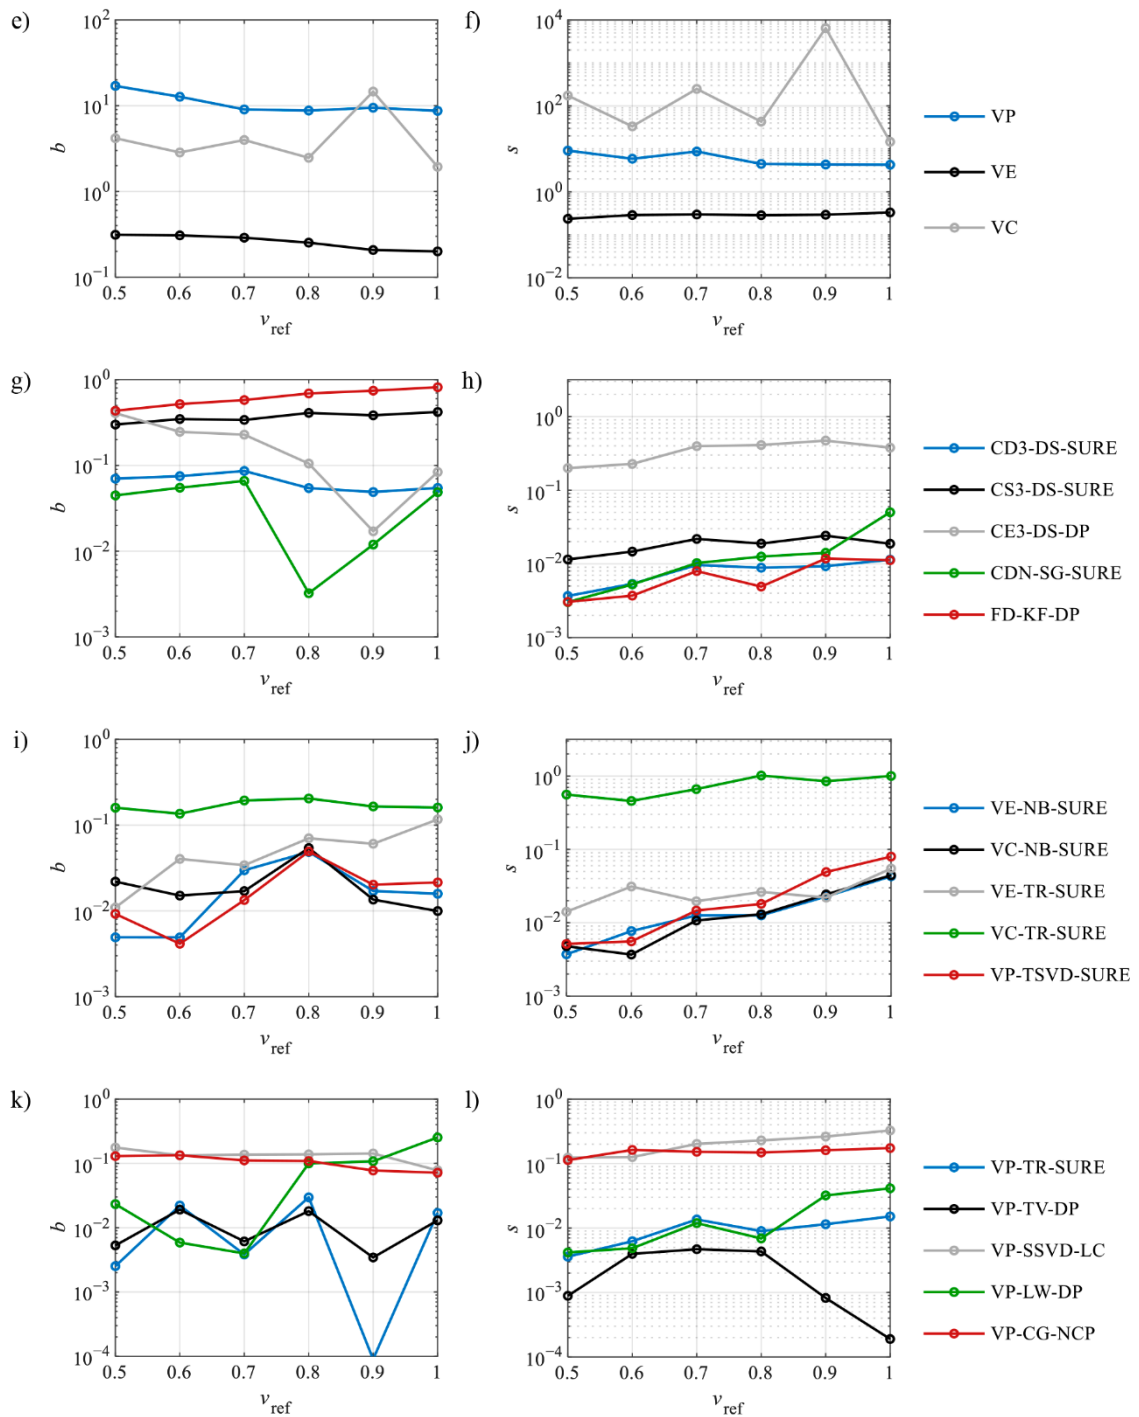 e)
10^2
10^1
10^0
10^-1
b
0.5 0.6 0.7 0.8 0.9 1
v_ref
f)
10^4
10^2
10^0
10^-2
s
0.5 0.6 0.7 0.8 0.9 1
v_ref
VP
VE
VC
g)
10^0
10^-1
10^-2
10^-3
b
0.5 0.6 0.7 0.8 0.9 1
v_ref
h)
10^0
10^-1
10^-2
10^-3
s
0.5 0.6 0.7 0.8 0.9 1
v_ref
CD3-DS-SURE
CS3-DS-SURE
CE3-DS-DP
CDN-SG-SURE
FD-KF-DP
i)
10^0
10^-1
10^-2
10^-3
b
0.5 0.6 0.7 0.8 0.9 1
v_ref
j)
10^0
10^-1
10^-2
10^-3
s
0.5 0.6 0.7 0.8 0.9 1
v_ref
VE-NB-SURE
VC-NB-SURE
VE-TR-SURE
VC-TR-SURE
VP-TSVD-SURE
k)
10^0
10^-1
10^-2
10^-3
10^-4
b
0.5 0.6 0.7 0.8 0.9 1
v_ref
l)
10^0
10^-1
10^-2
10^-3
10^-4
s
0.5 0.6 0.7 0.8 0.9 1
v_ref
VP-TR-SURE
VP-TV-DP
VP-SSVD-LC
VP-LW-DP
VP-CG-NCP